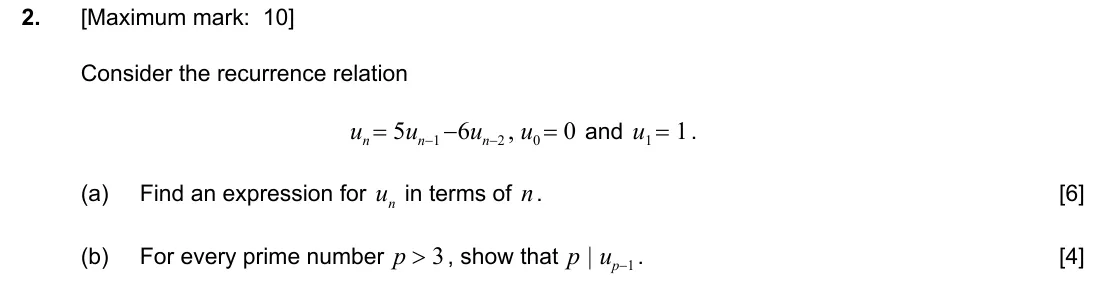 2. [Maximum mark: 10]
Consider the recurrence relation
uₙ = 5uₙ₋₁ − 6uₙ₋₂, u₀ = 0 and u₁ = 1.
(a) Find an expression for uₙ in terms of n. [6]
(b) For every prime number p > 3, show that p | u_{p−1}. [4]